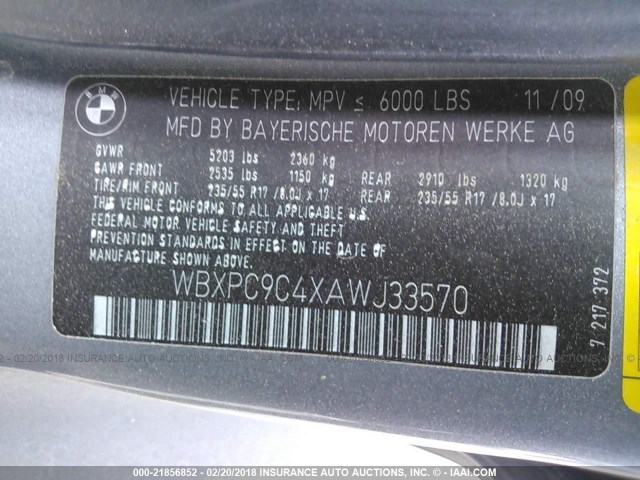 BMW
VEHICLE TYPE, MPV ≤ 6000 LBS 11/09
MFD BY BAYERISCHE MOTOREN WERKE AG
GVWR 5203 lbs 2360 kg
GAWR FRONT 2535 lbs 1150 kg REAR 2910 lbs 1320 kg
TIRE/RIM FRONT 235/55 R17 /8.0J x 17 REAR 235/55 R17 /8.0J x 17
THIS VEHICLE CONFORMS TO ALL APPLICABLE U.S.
FEDERAL MOTOR VEHICLE SAFETY AND THEFT
PREVENTION STANDARDS IN EFFECT ON THE DATE OF
MANUFACTURE SHOWN ABOVE.
WBXPC9C4XAWJ33570
7 217 372
000-21856852 - 02/20/2018 INSURANCE AUTO AUCTIONS, INC. - IAAI.COM